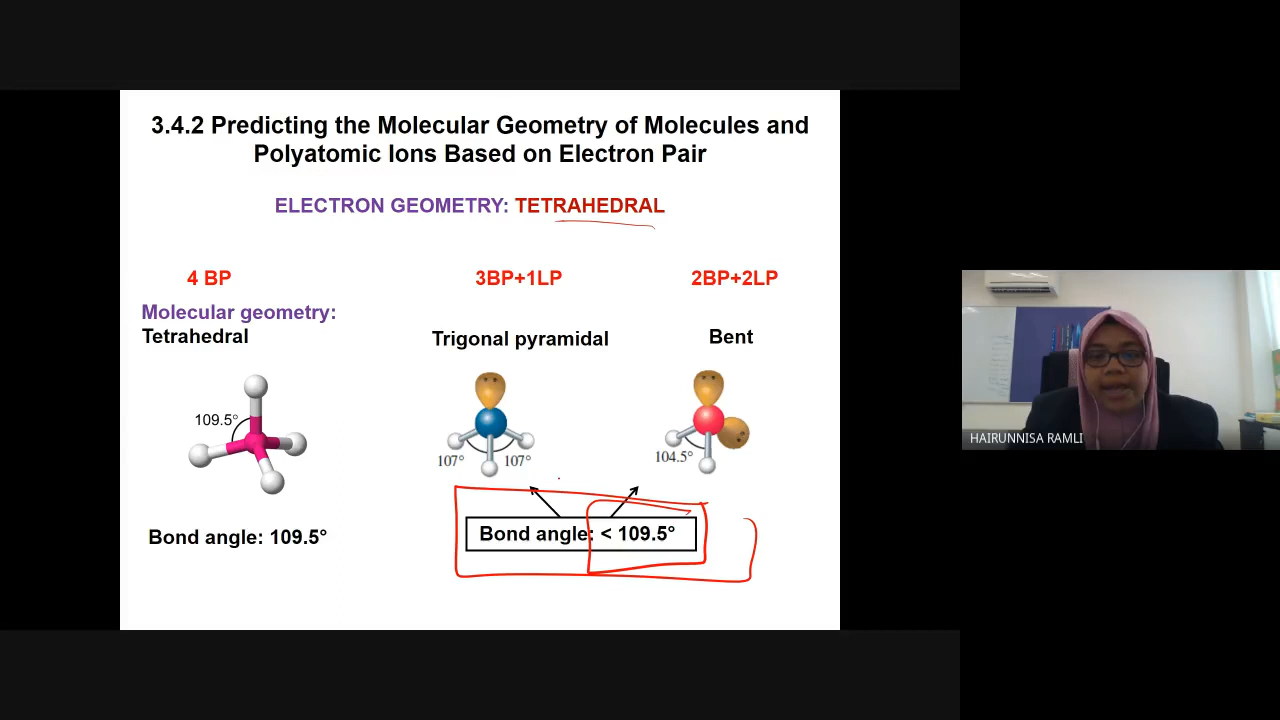 3.4.2 Predicting the Molecular Geometry of Molecules and
Polyatomic Ions Based on Electron Pair
ELECTRON GEOMETRY: TETRAHEDRAL
4 BP
3BP+1LP
2BP+2LP
Molecular geometry:
Tetrahedral
Trigonal pyramidal
Bent
109.5°
107°
107°
104.5°
Bond angle: 109.5°
Bond angle: < 109.5°
HAIRUNNISA RAMLI